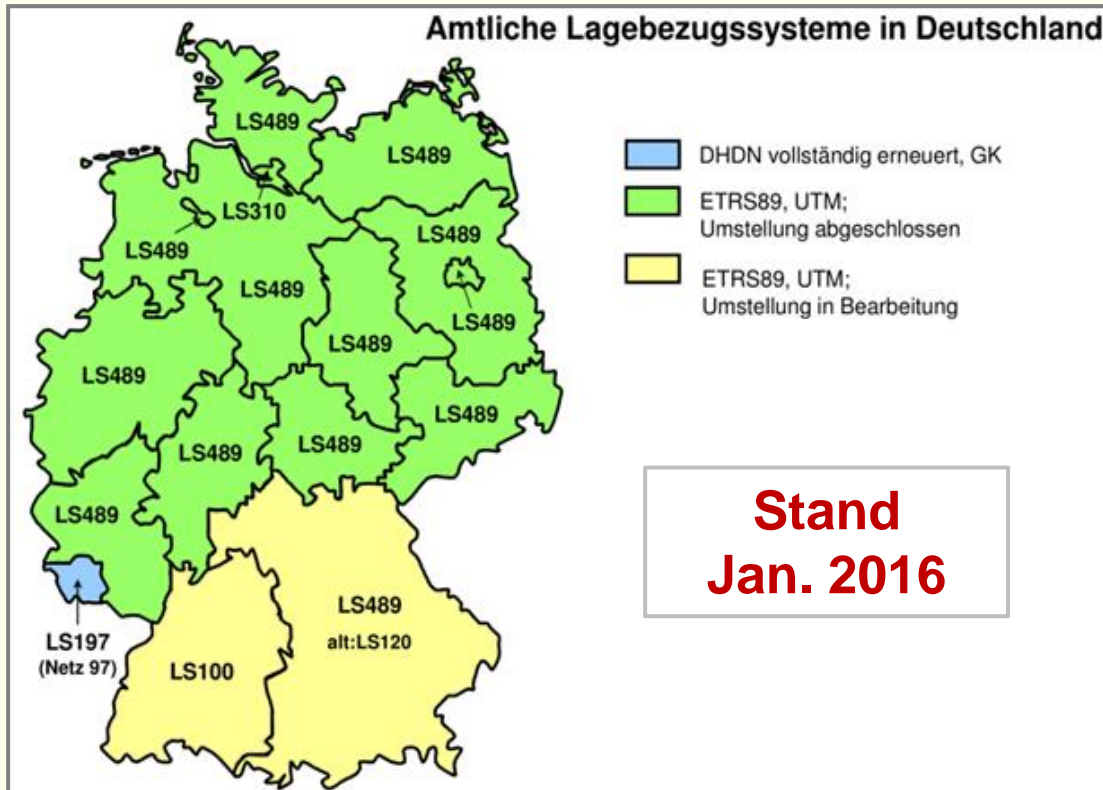 Amtliche Lagebezugssysteme in Deutschland
DHDN vollständig erneuert, GK
ETRS89, UTM;
Umstellung abgeschlossen
ETRS89, UTM;
Umstellung in Bearbeitung
LS489
LS489
LS310
LS489
LS489
LS489
LS489
LS489
LS489
LS489
LS489
LS489
LS489
LS197
(Netz 97)
LS100
LS489
alt:LS120
Stand
Jan. 2016